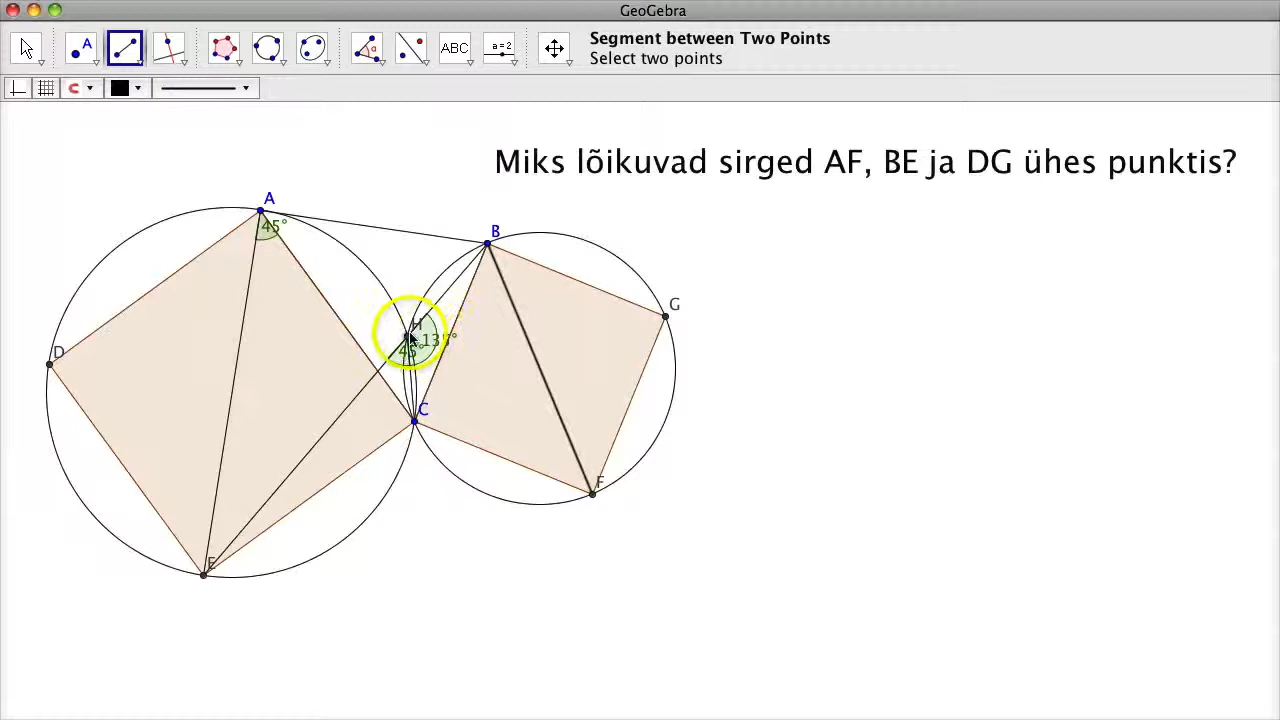 GeoGebra
A
ABC
a=2
α
Segment between Two Points
Select two points
Miks lõikuvad sirged AF, BE ja DG ühes punktis?
A
45°
B
G
H
D
45°
C
F
E